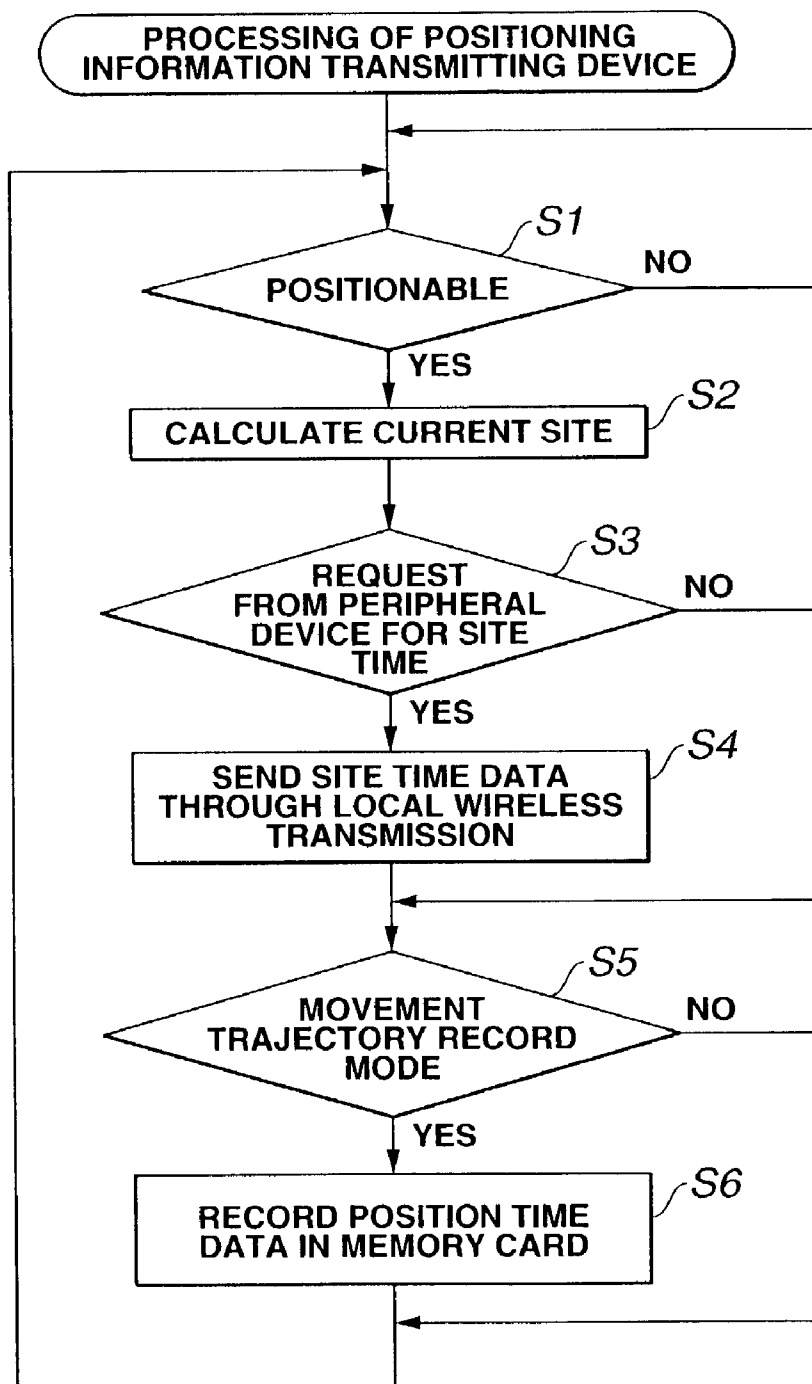 PROCESSING OF POSITIONING
INFORMATION TRANSMITTING DEVICE
S1
POSITIONABLE
NO
YES
S2
CALCULATE CURRENT SITE
S3
REQUEST
FROM PERIPHERAL
DEVICE FOR SITE
TIME
NO
YES
S4
SEND SITE TIME DATA
THROUGH LOCAL WIRELESS
TRANSMISSION
S5
MOVEMENT
TRAJECTORY RECORD
MODE
NO
YES
S6
RECORD POSITION TIME
DATA IN MEMORY CARD